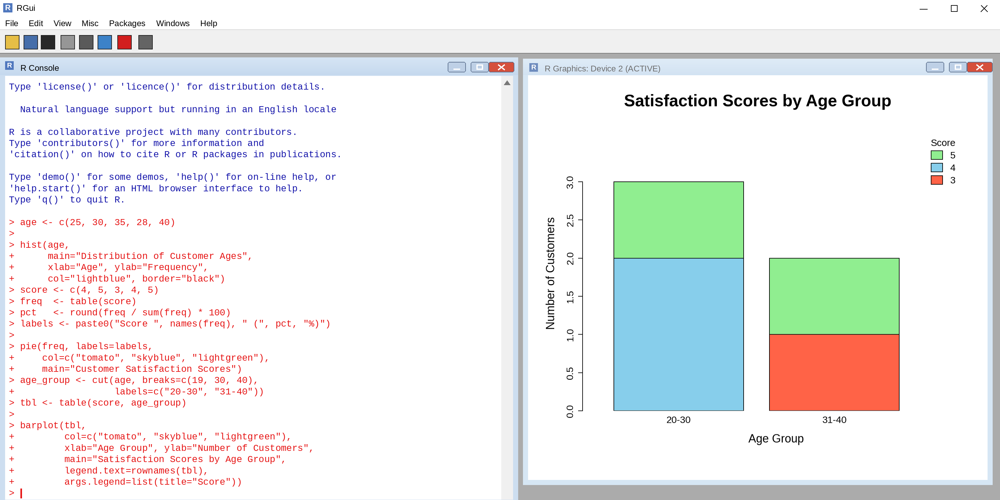 R RGui
File Edit View Misc Packages Windows Help
R R Console
Type 'license()' or 'licence()' for distribution details.
  Natural language support but running in an English locale
R is a collaborative project with many contributors.
Type 'contributors()' for more information and
'citation()' on how to cite R or R packages in publications.
Type 'demo()' for some demos, 'help()' for on-line help, or
'help.start()' for an HTML browser interface to help.
Type 'q()' to quit R.
> age <- c(25, 30, 35, 28, 40)
>
> hist(age,
+      main="Distribution of Customer Ages",
+      xlab="Age", ylab="Frequency",
+      col="lightblue", border="black")
> score <- c(4, 5, 3, 4, 5)
> freq  <- table(score)
> pct   <- round(freq / sum(freq) * 100)
> labels <- paste0("Score ", names(freq), " (", pct, "%)")
>
> pie(freq, labels=labels,
+     col=c("tomato", "skyblue", "lightgreen"),
+     main="Customer Satisfaction Scores")
> age_group <- cut(age, breaks=c(19, 30, 40),
+                  labels=c("20-30", "31-40"))
> tbl <- table(score, age_group)
>
> barplot(tbl,
+         col=c("tomato", "skyblue", "lightgreen"),
+         xlab="Age Group", ylab="Number of Customers",
+         main="Satisfaction Scores by Age Group",
+         legend.text=rownames(tbl),
+         args.legend=list(title="Score"))
>
R R Graphics: Device 2 (ACTIVE)
Satisfaction Scores by Age Group
Score
5
4
3
Number of Customers
3.0
2.5
2.0
1.5
1.0
0.5
0.0
20-30 31-40
Age Group